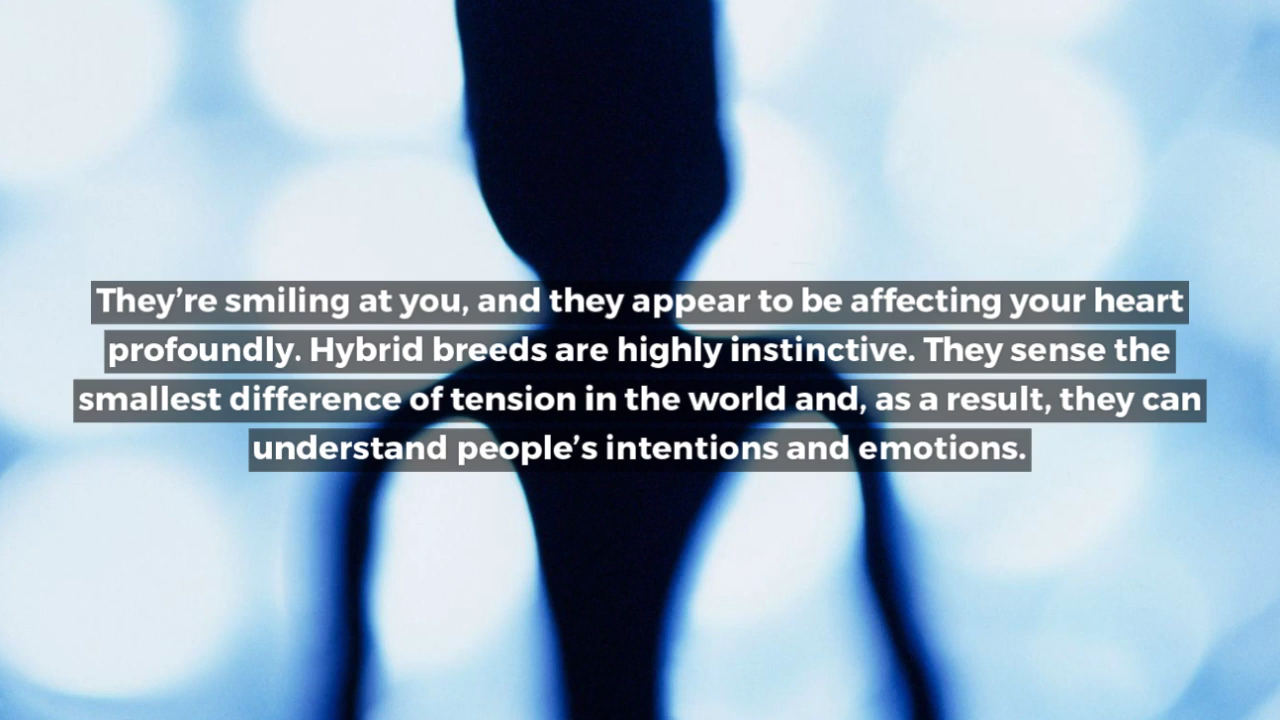 They’re smiling at you, and they appear to be affecting your heart
profoundly. Hybrid breeds are highly instinctive. They sense the
smallest difference of tension in the world and, as a result, they can
understand people’s intentions and emotions.